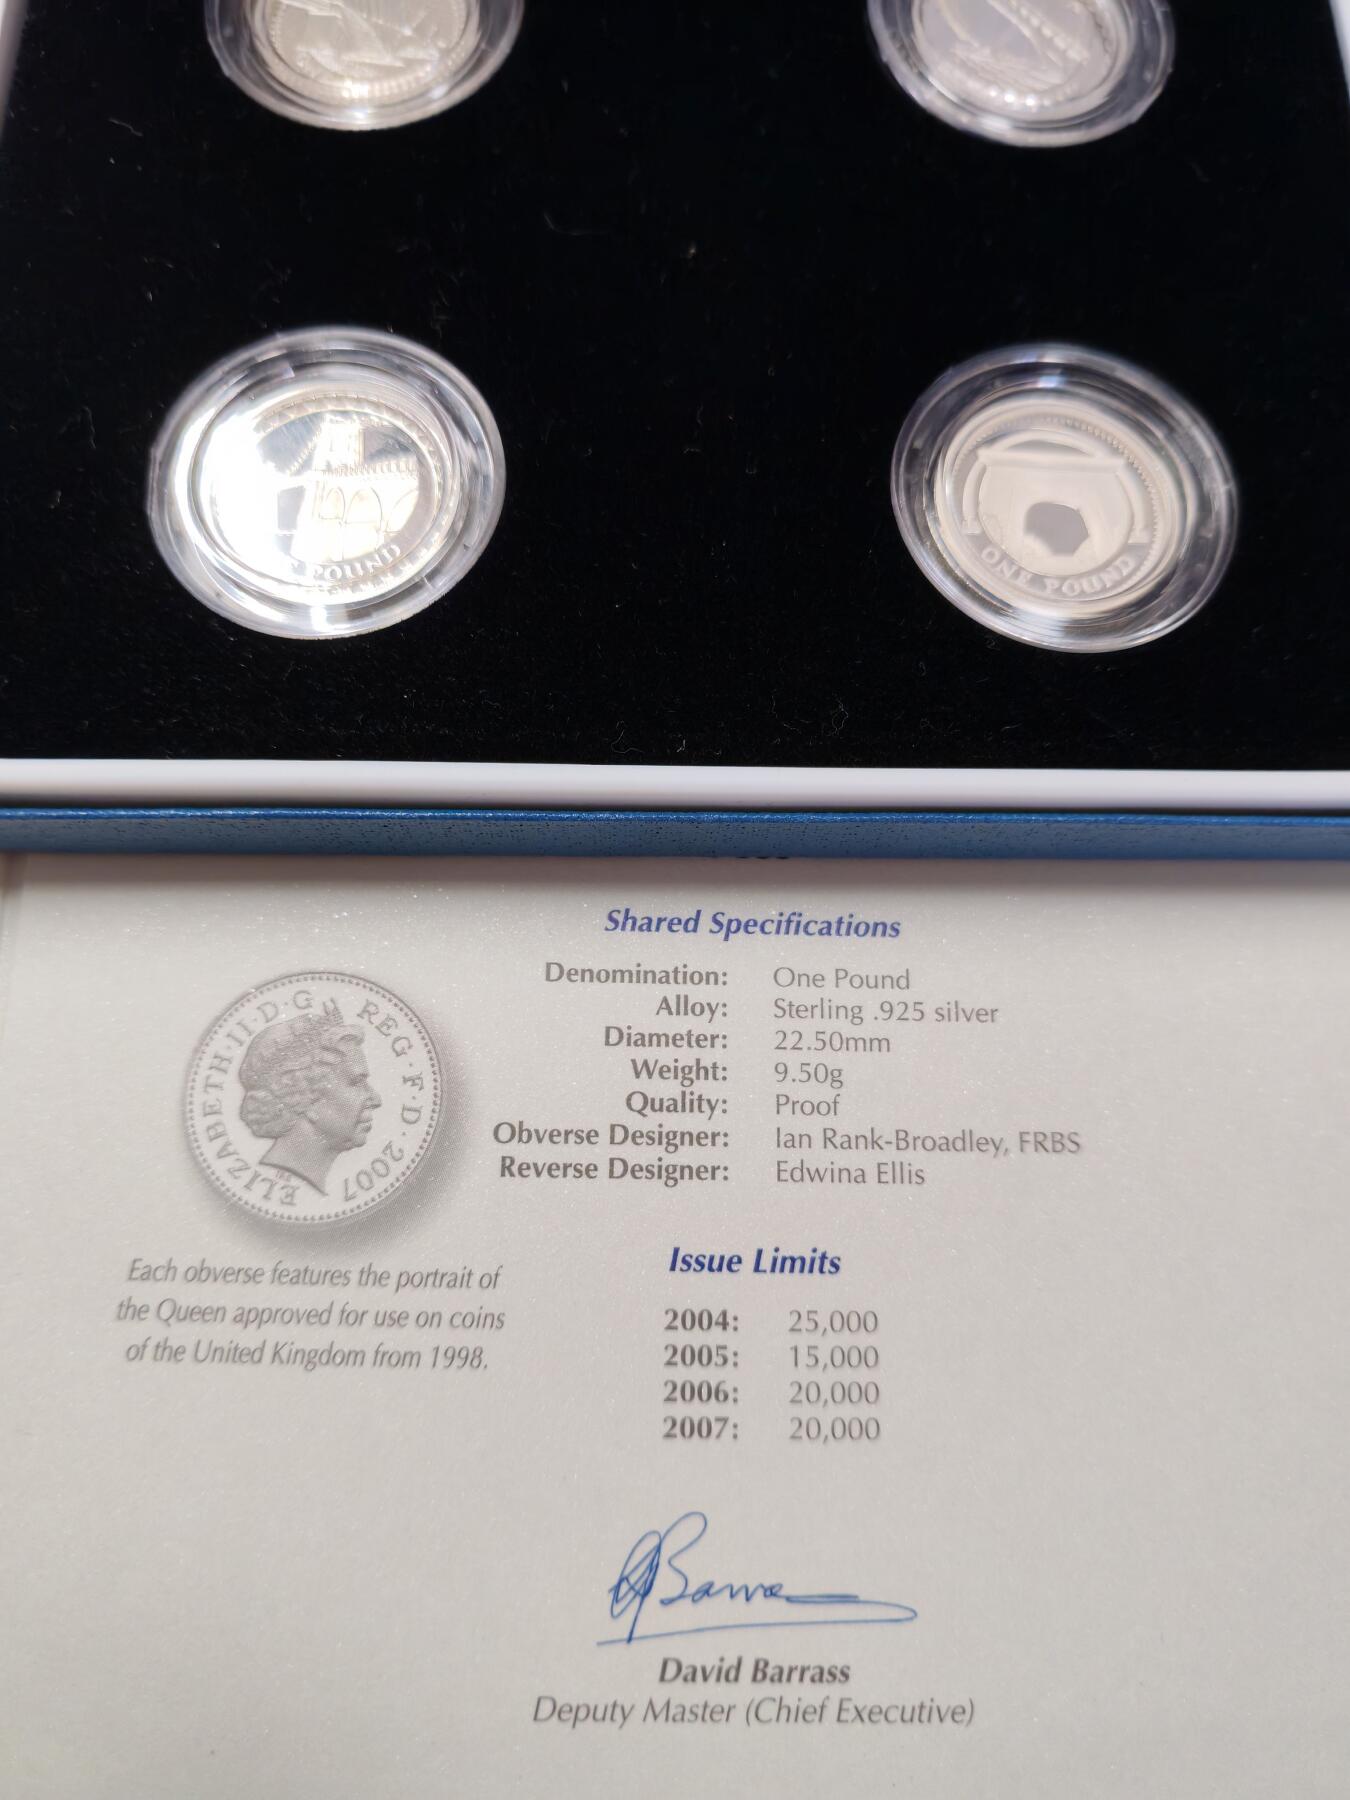 POUND
ONE POUND
Shared Specifications
Denomination: One Pound
Alloy: Sterling .925 silver
Diameter: 22.50mm
Weight: 9.50g
Quality: Proof
Obverse Designer: Ian Rank-Broadley, FRBS
Reverse Designer: Edwina Ellis
ELIZABETH·II·D·G REG·F·D·2007
Each obverse features the portrait of
the Queen approved for use on coins
of the United Kingdom from 1998.
Issue Limits
2004: 25,000
2005: 15,000
2006: 20,000
2007: 20,000
David Barrass
Deputy Master (Chief Executive)